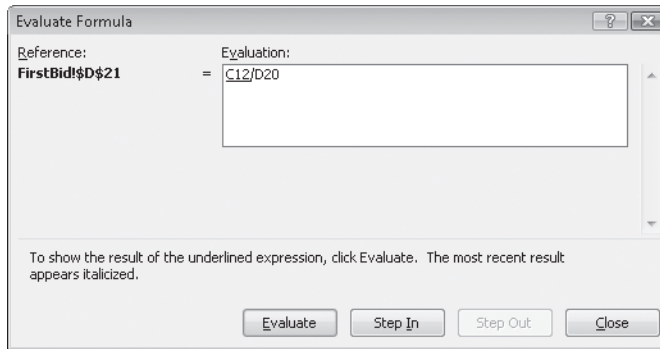 Evaluate Formula
Reference:
Evaluation:
FirstBid!$D$21
=
C12/D20
To show the result of the underlined expression, click Evaluate. The most recent result
appears italicized.
Evaluate
Step In
Step Out
Close